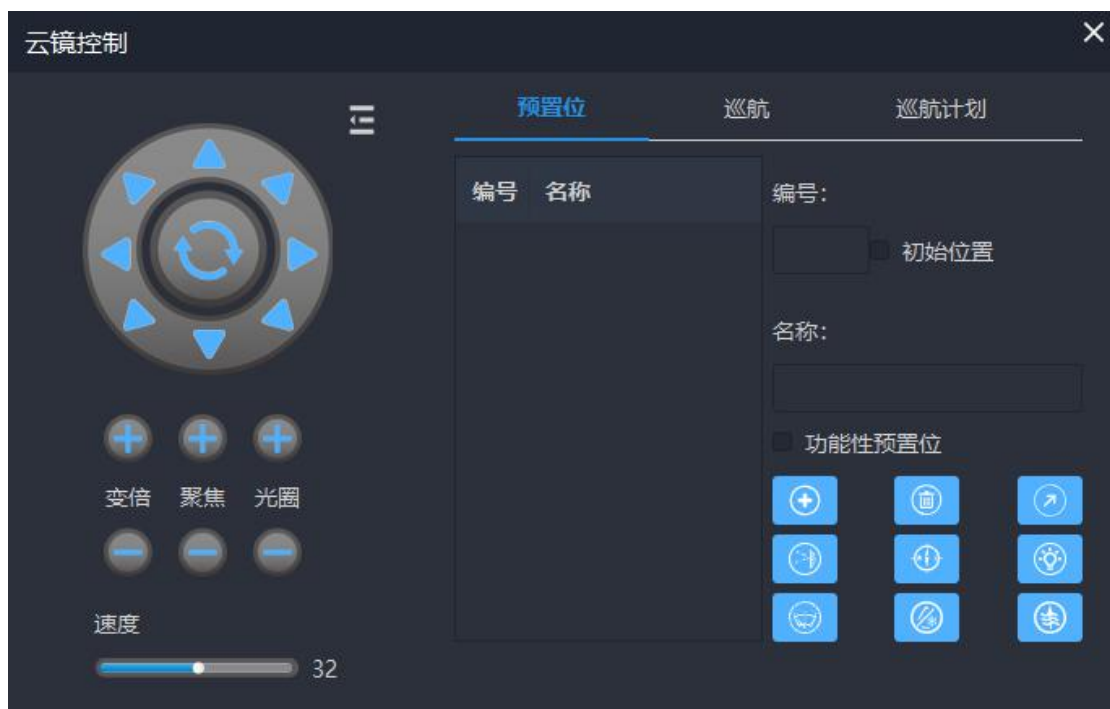 云镜控制
预置位 巡航 巡航计划
编号 名称
编号：
初始位置
名称：
功能性预置位
变倍 聚焦 光圈
速度
32